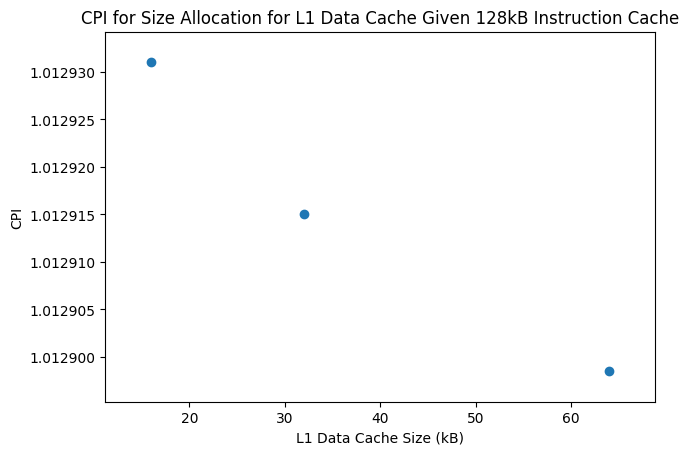 CPI for Size Allocation for L1 Data Cache Given 128kB Instruction Cache
1.012930
1.012925
1.012920
1.012915
1.012910
1.012905
1.012900
CPI
20 30 40 50 60
L1 Data Cache Size (kB)